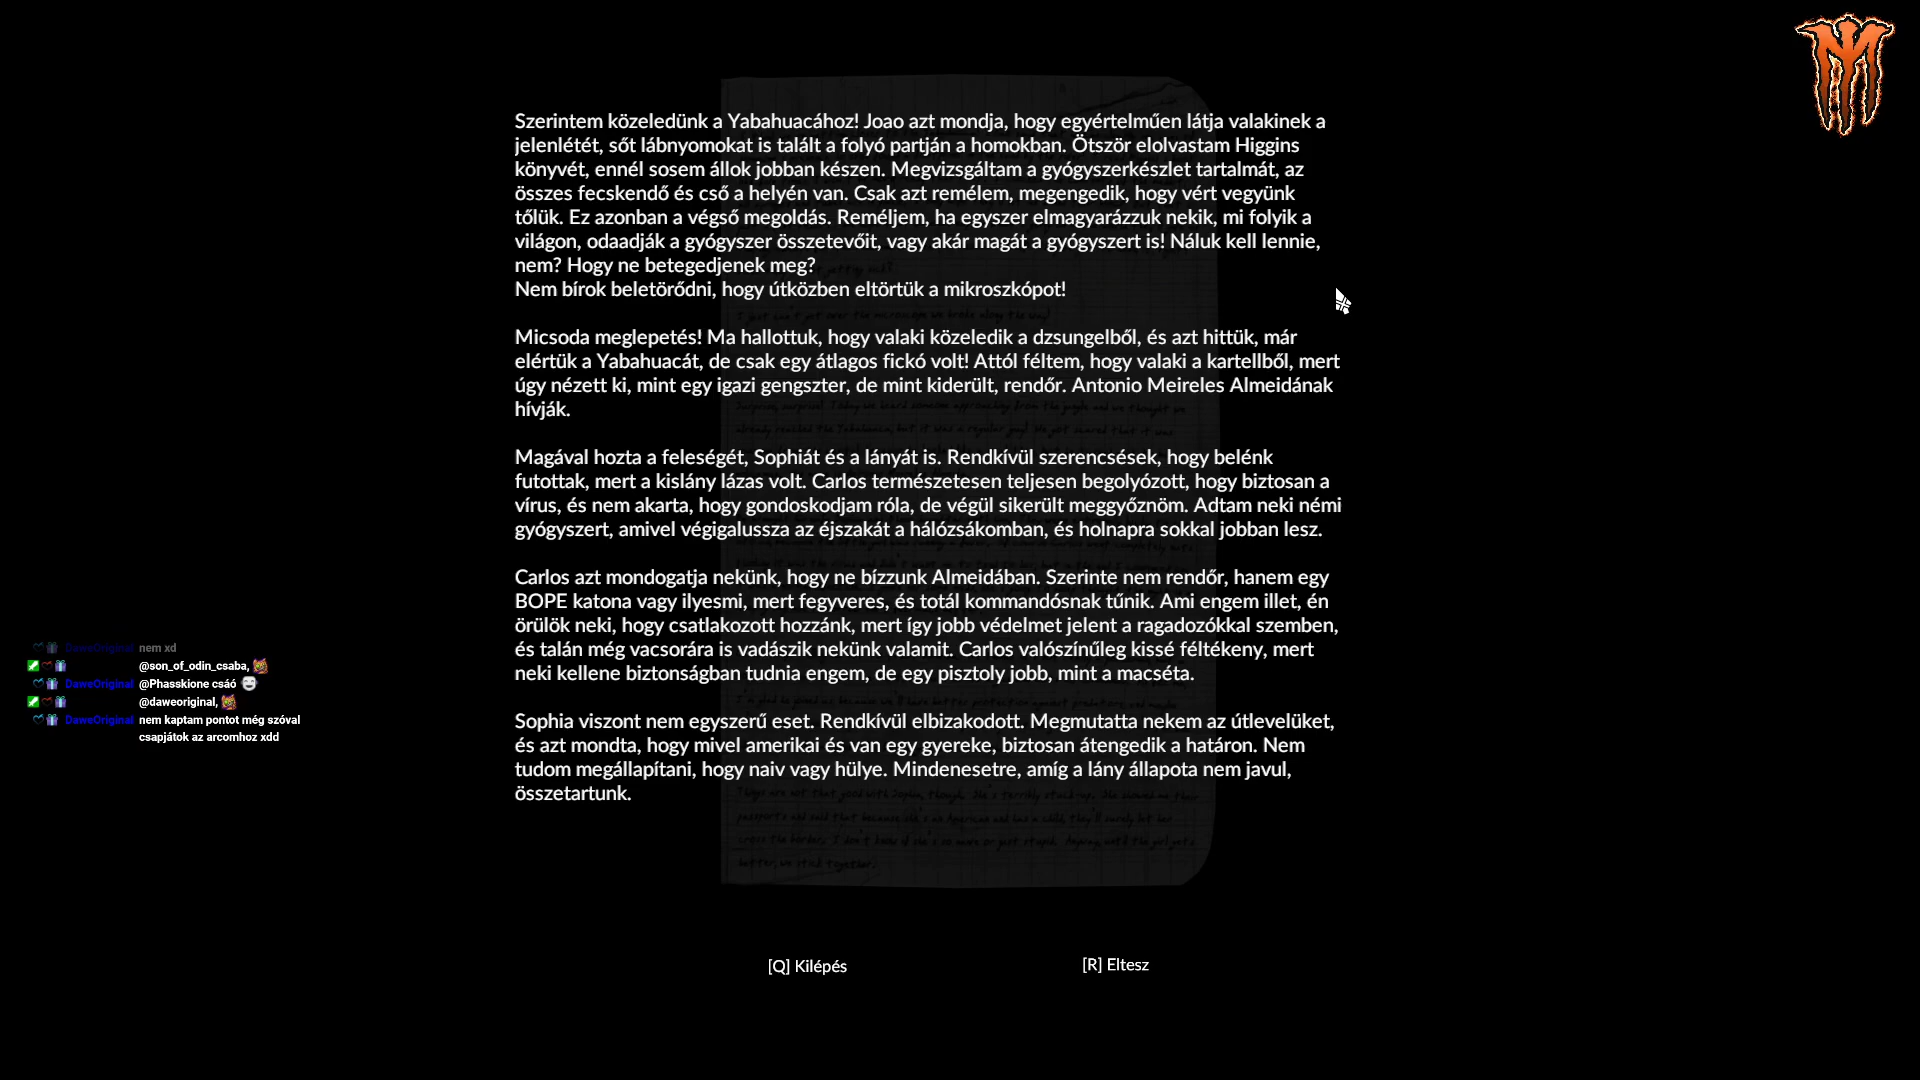 Szerintem közeledünk a Yabahuacához! Joao azt mondja, hogy egyértelműen látja valakinek a
jelenlétét, sőt lábnyomokat is talált a folyó partján a homokban. Ötször elolvastam Higgins
könyvét, ennél sosem állok jobban készen. Megvizsgáltam a gyógyszerkészlet tartalmát, az
összes fecskendő és cső a helyén van. Csak azt remélem, megengedik, hogy vért vegyünk
tőlük. Ez azonban a végső megoldás. Reméljem, ha egyszer elmagyarázzuk nekik, mi folyik a
világon, odaadják a gyógyszer összetevőit, vagy akár magát a gyógyszert is! Náluk kell lennie,
nem? Hogy ne betegedjenek meg?
Nem bírok beletörődni, hogy útközben eltörtük a mikroszkópot!
Micsoda meglepetés! Ma hallottuk, hogy valaki közeledik a dzsungelből, és azt hittük, már
elértük a Yabahuacát, de csak egy átlagos fickó volt! Attól féltem, hogy valaki a kartellből, mert
úgy nézett ki, mint egy igazi gengszter, de mint kiderült, rendőr. Antonio Meireles Almeidának
hívják.
Magával hozta a feleségét, Sophiát és a lányát is. Rendkívül szerencsések, hogy belénk
futottak, mert a kislány lázas volt. Carlos természetesen teljesen begolyózott, hogy biztosan a
vírus, és nem akarta, hogy gondoskodjam róla, de végül sikerült meggyőznöm. Adtam neki némi
gyógyszert, amivel végigalussza az éjszakát a hálózsákomban, és holnapra sokkal jobban lesz.
Carlos azt mondogatja nekünk, hogy ne bízzunk Almeidában. Szerinte nem rendőr, hanem egy
BOPE katona vagy ilyesmi, mert fegyveres, és totál kommandósnak tűnik. Ami engem illet, én
örülök neki, hogy csatlakozott hozzánk, mert így jobb védelmet jelent a ragadozókkal szemben,
és talán még vacsorára is vadászik nekünk valamit. Carlos valószínűleg kissé féltékeny, mert
neki kellene biztonságban tudnia engem, de egy pisztoly jobb, mint a macséta.
Sophia viszont nem egyszerű eset. Rendkívül elbizakodott. Megmutatta nekem az útlevelüket,
és azt mondta, hogy mivel amerikai és van egy gyereke, biztosan átengedik a határon. Nem
tudom megállapítani, hogy naiv vagy hülye. Mindenesetre, amíg a lány állapota nem javul,
összetartunk.
DaweOriginal nem xd
@son_of_odin_csaba,
DaweOriginal @Phasskione csáó
@daweoriginal,
DaweOriginal nem kaptam pontot még szóval
csapjátok az arcomhoz xdd
[Q] Kilépés
[R] Eltesz